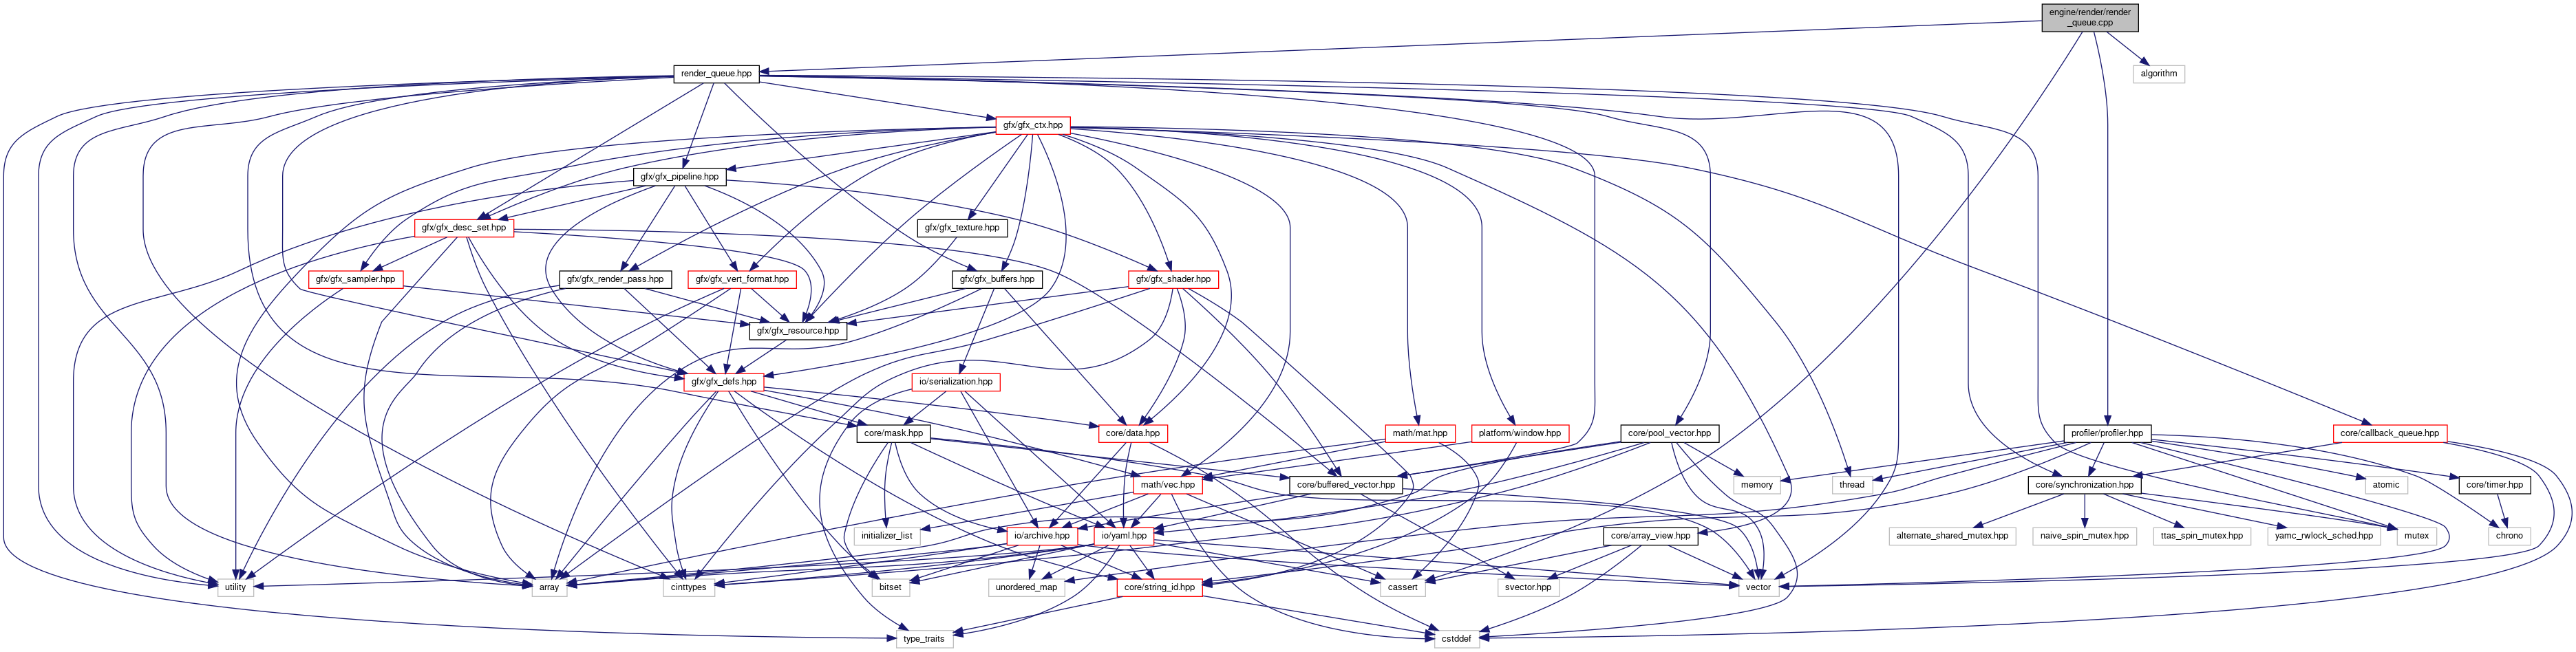 engine/render/render
_queue.cpp
render_queue.hpp
algorithm
gfx/gfx_ctx.hpp
gfx/gfx_pipeline.hpp
gfx/gfx_desc_set.hpp
gfx/gfx_texture.hpp
gfx/gfx_sampler.hpp
gfx/gfx_render_pass.hpp
gfx/gfx_vert_format.hpp
gfx/gfx_buffers.hpp
gfx/gfx_shader.hpp
gfx/gfx_resource.hpp
gfx/gfx_defs.hpp
io/serialization.hpp
core/mask.hpp
core/data.hpp
math/mat.hpp
platform/window.hpp
core/pool_vector.hpp
profiler/profiler.hpp
core/callback_queue.hpp
math/vec.hpp
core/buffered_vector.hpp
memory
thread
core/synchronization.hpp
atomic
core/timer.hpp
initializer_list
io/archive.hpp
io/yaml.hpp
core/array_view.hpp
alternate_shared_mutex.hpp
naive_spin_mutex.hpp
ttas_spin_mutex.hpp
yamc_rwlock_sched.hpp
mutex
chrono
utility
array
cinttypes
bitset
unordered_map
core/string_id.hpp
cassert
svector.hpp
vector
type_traits
cstddef